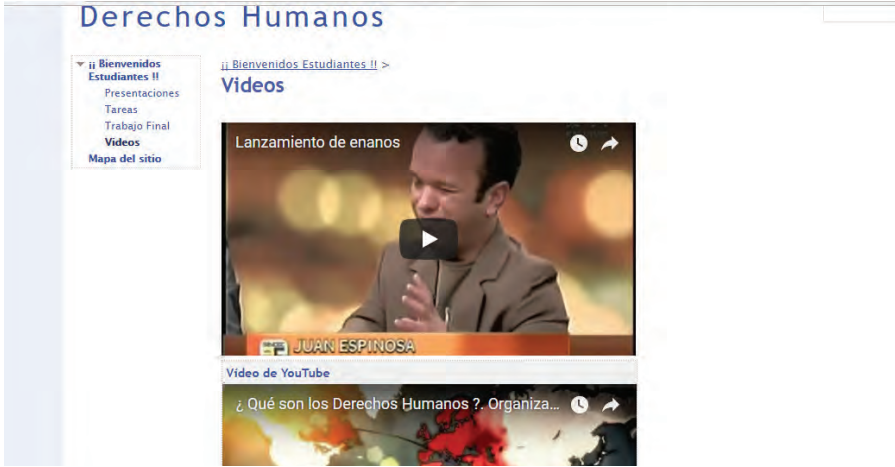 Derechos Humanos
¡¡ Bienvenidos
Estudiantes !!
Presentaciones
Tareas
Trabajo Final
Videos
Mapa del sitio
¡¡ Bienvenidos Estudiantes !! >
Videos
Lanzamiento de enanos
JUAN ESPINOSA
Vídeo de YouTube
¿ Qué son los Derechos Humanos ?. Organiza...